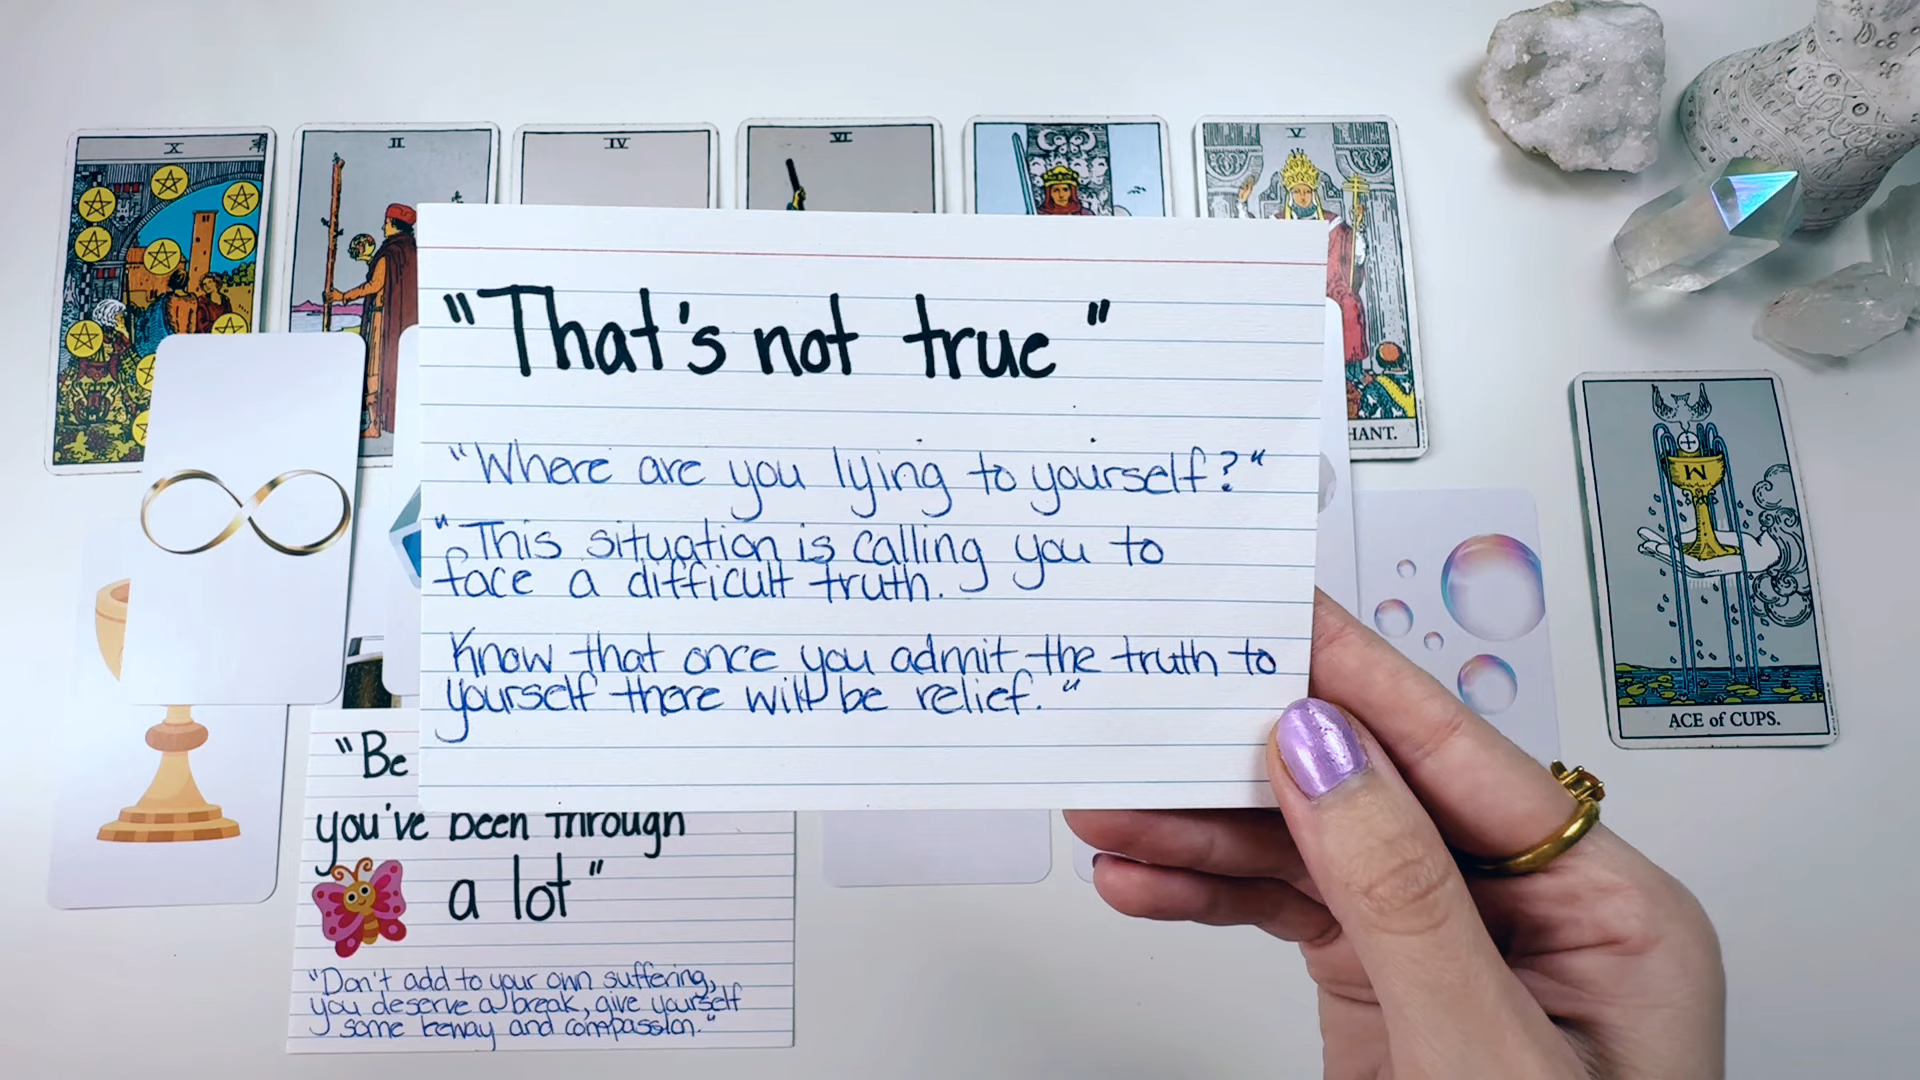 X
II
IV
VI
V
HANT.
"That's not true"
"Where are you lying to yourself?"
"This situation is calling you to
face a difficult truth.
Know that once you admit the truth to
yourself there will be relief."
M
ACE of CUPS.
"Be
you've been through
a lot"
"Don't add to your own suffering,
you deserve a break, give yourself
some leeway and compassion."